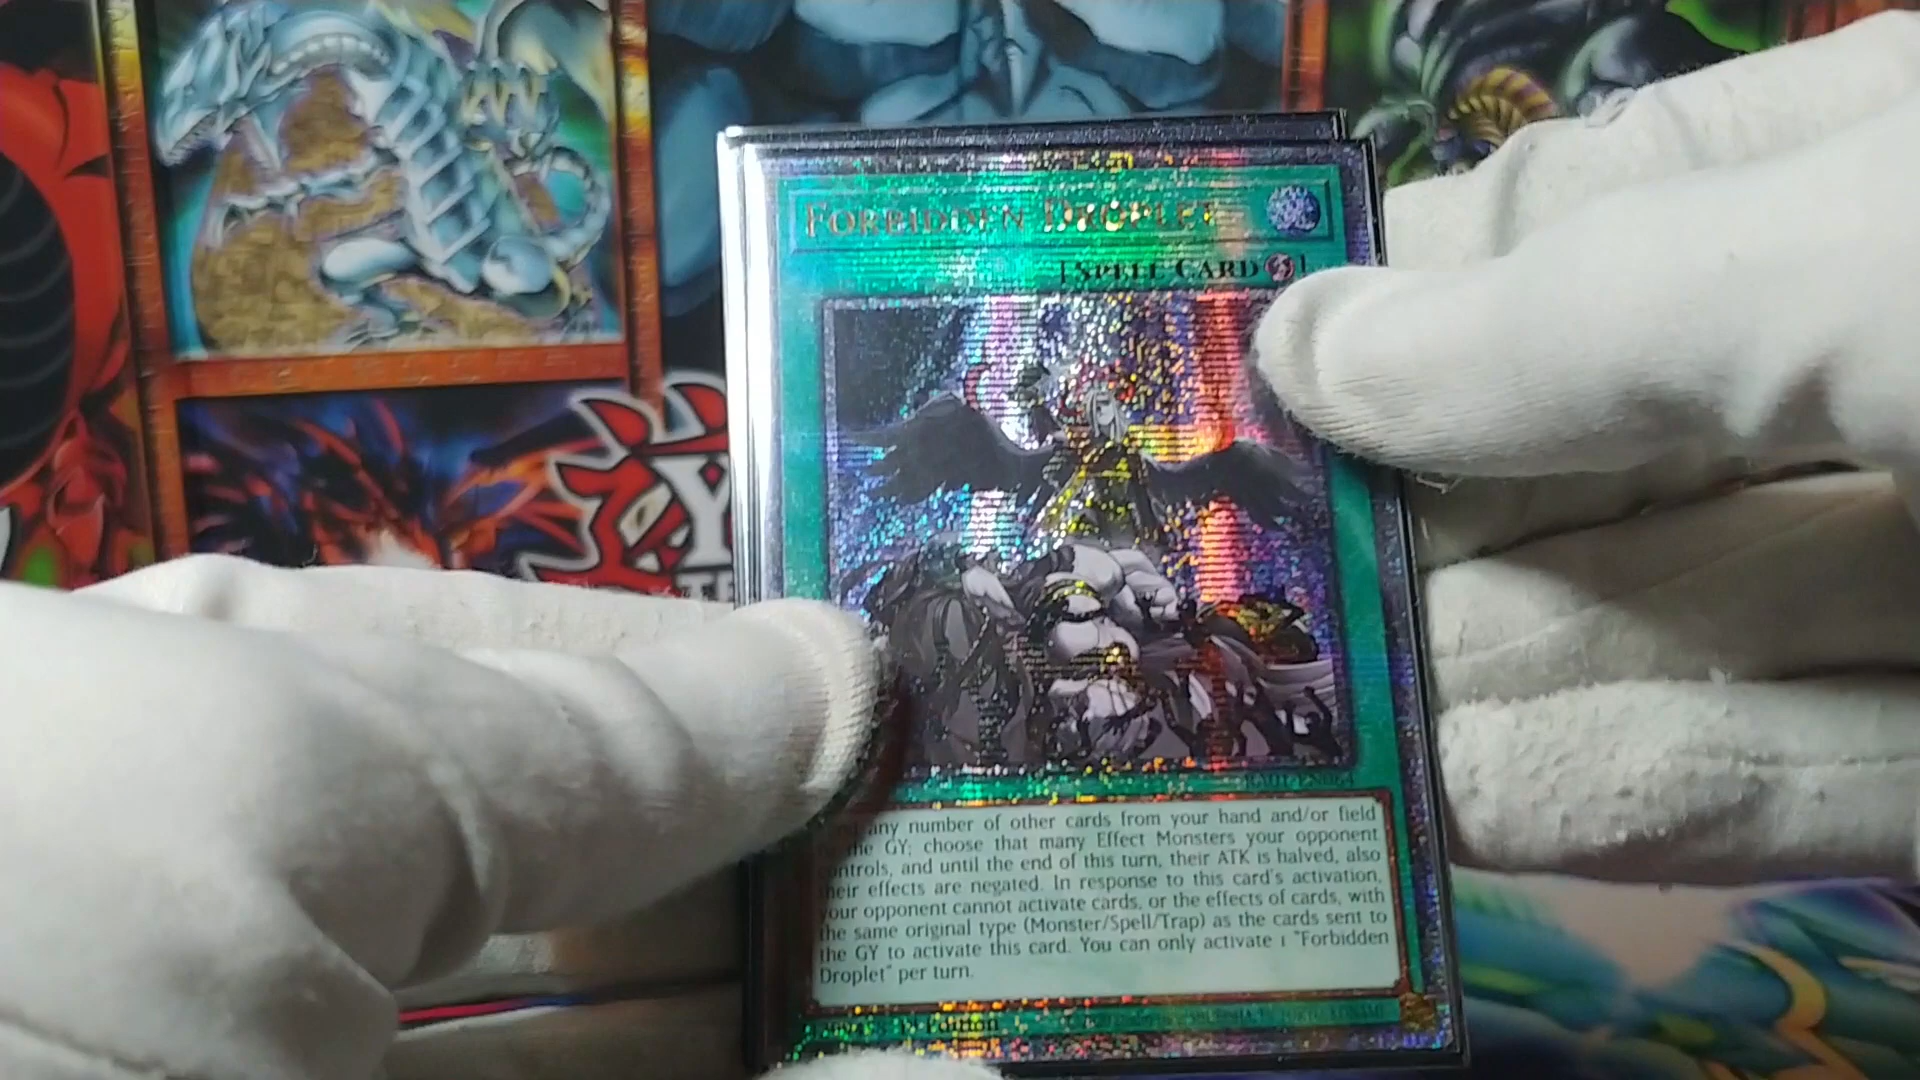 FORBIDDEN DROPLET
[SPELL CARD]
RA01-EN064
any number of other cards from your hand and/or field
the GY; choose that many Effect Monsters your opponent
controls, and until the end of this turn, their ATK is halved, also
their effects are negated. In response to this card's activation,
your opponent cannot activate cards, or the effects of cards, with
the same original type (Monster/Spell/Trap) as the cards sent to
the GY to activate this card. You can only activate 1 "Forbidden
Droplet" per turn.
Edition